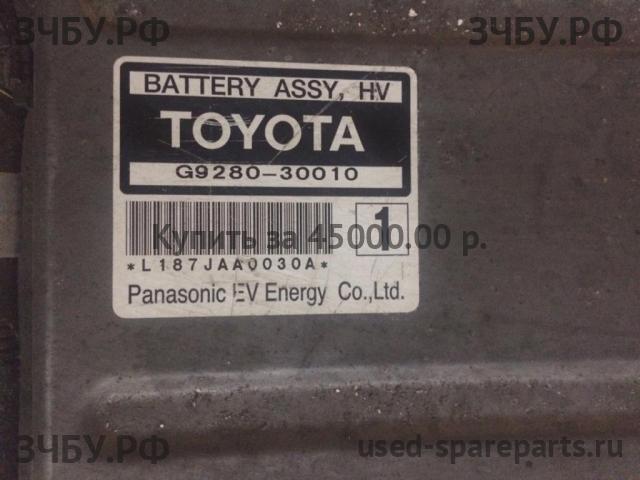 ЗЧБУ.РФ
ЗЧБУ.РФ
BATTERY ASSY, HV
TOYOTA
G9280-30010
1
Купить за 45000.00 р.
*L187JAA0030A*
Panasonic EV Energy Co.,Ltd.
ЗЧБУ.РФ
used-spareparts.ru